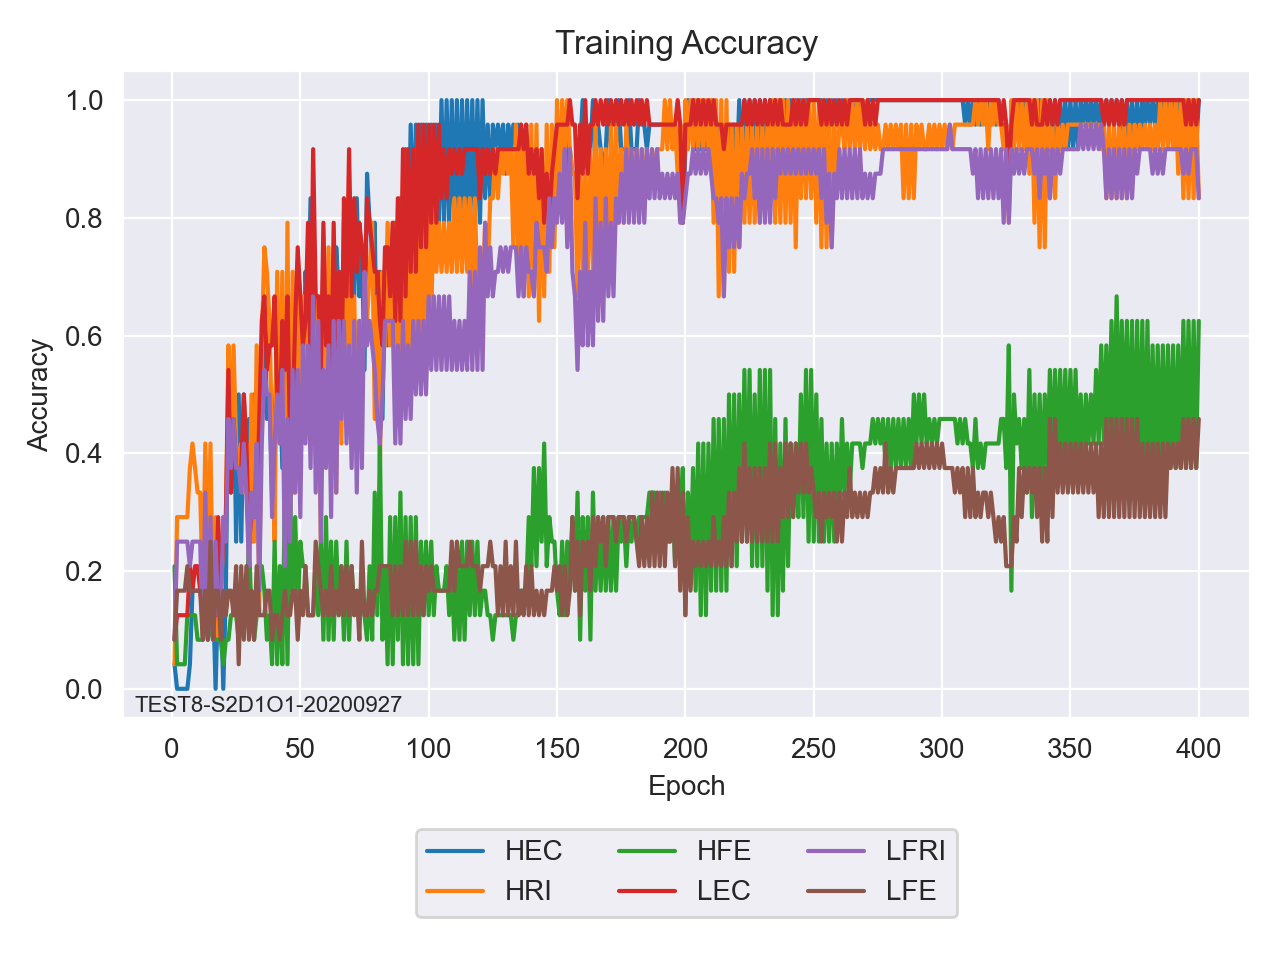 Training Accuracy
1.0
0.8
0.6
0.4
0.2
0.0
Accuracy
TEST8-S2D1O1-20200927
0 50 100 150 200 250 300 350 400
Epoch
HEC HFE LFRI
HRI LEC LFE